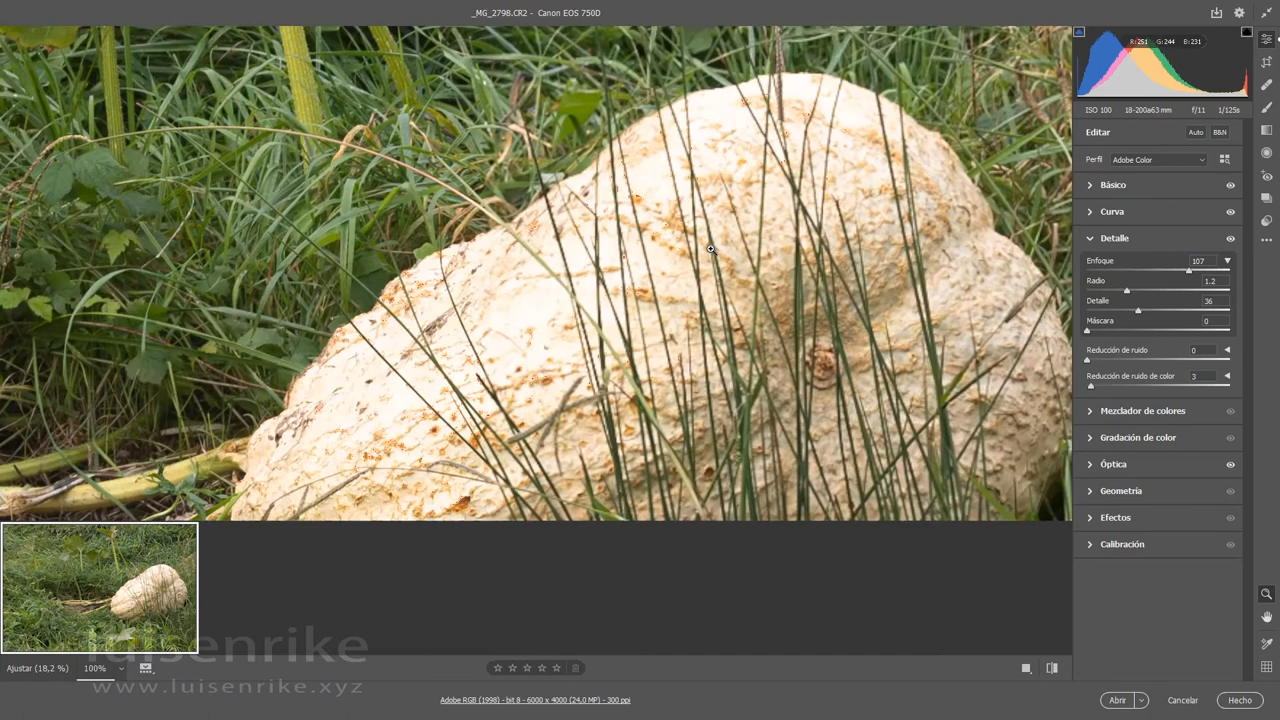 _MG_2798.CR2 - Canon EOS 750D
R:251 G:244 B:231
ISO 100 18-200a63 mm f/11 1/125s
Editar Auto B&N
Perfil Adobe Color
Básico
Curva
Detalle
Enfoque 107
Radio 1.2
Detalle 36
Máscara 0
Reducción de ruido 0
Reducción de ruido de color 3
Mezclador de colores
Gradación de color
Óptica
Geometría
Efectos
Calibración
luisenrike
Ajustar (18,2 %) 100%
www.luisenrike.xyz
Adobe RGB (1998) - bit 8 - 6000 x 4000 (24,0 MP) - 300 ppi
Abrir Cancelar Hecho